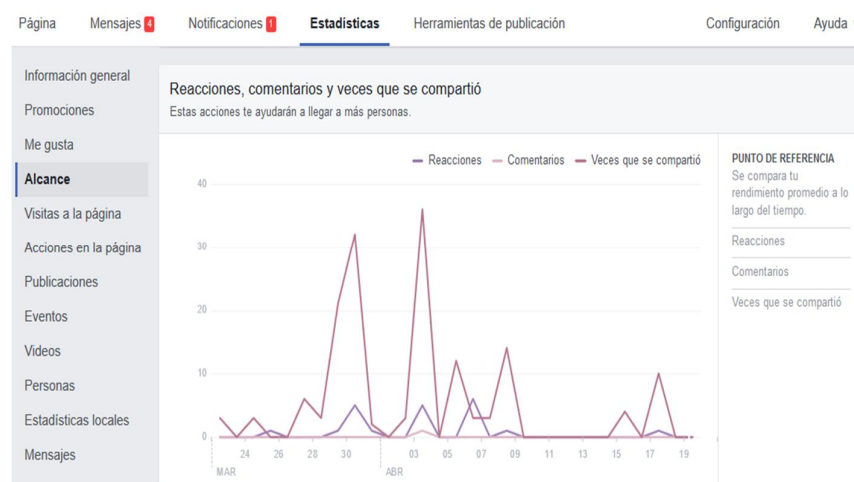 Página Mensajes 4 Notificaciones 1 Estadísticas Herramientas de publicación Configuración Ayuda
Información general
Promociones
Me gusta
Alcance
Visitas a la página
Acciones en la página
Publicaciones
Eventos
Videos
Personas
Estadísticas locales
Mensajes
Reacciones, comentarios y veces que se compartió
Estas acciones te ayudarán a llegar a más personas.
Reacciones Comentarios Veces que se compartió
40
30
20
10
0
24 26 28 30 03 05 07 09 11 13 15 17 19
MAR ABR
PUNTO DE REFERENCIA
Se compara tu
rendimiento promedio a lo
largo del tiempo.
Reacciones
Comentarios
Veces que se compartió